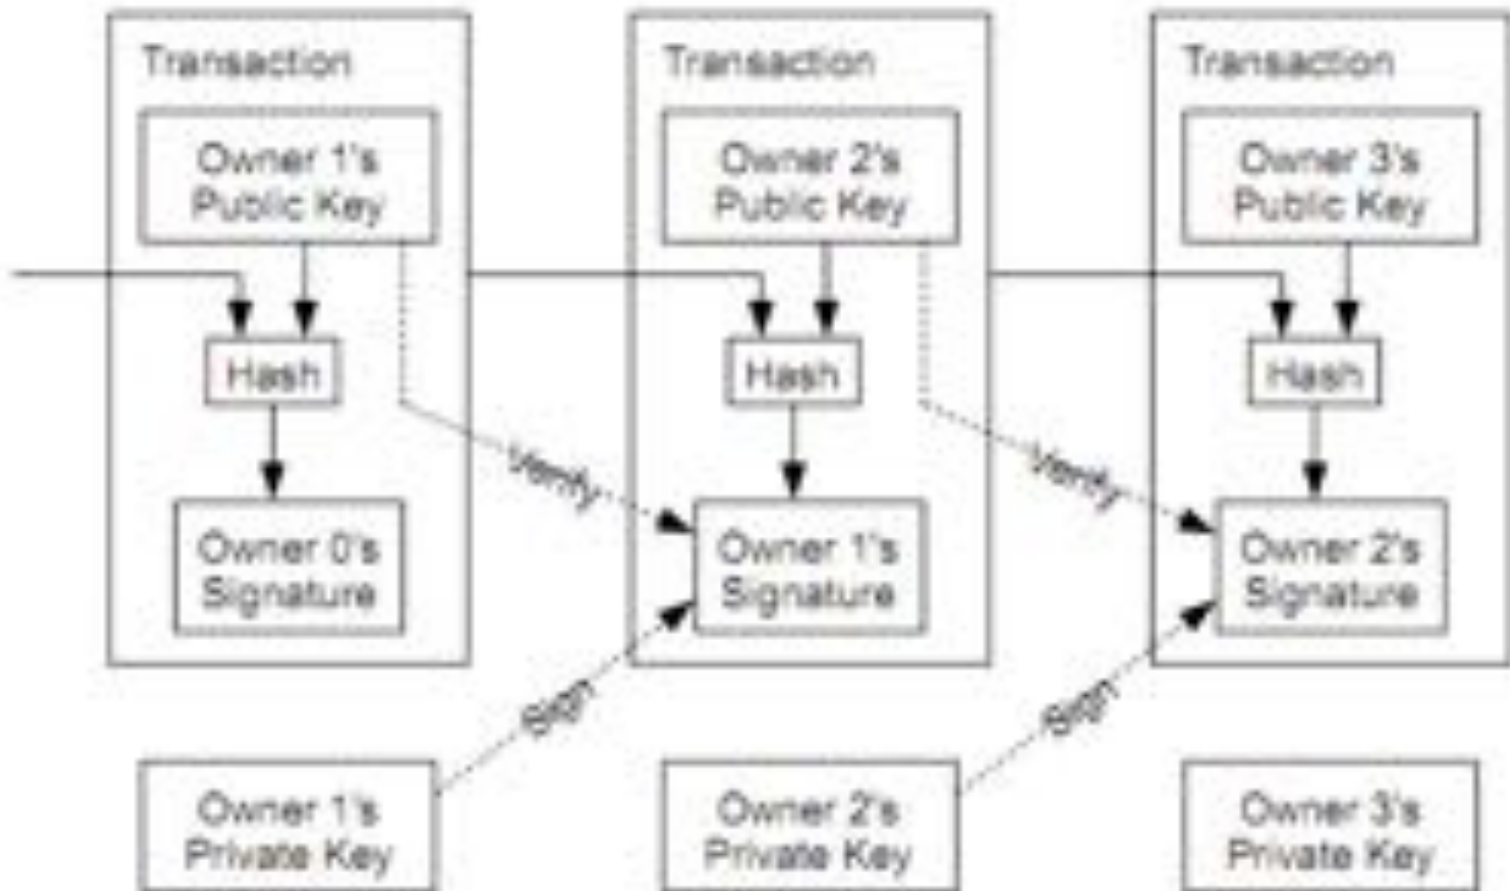 Transaction
Owner 1's
Public Key
Hash
Owner 0's
Signature
Transaction
Owner 2's
Public Key
Hash
Owner 1's
Signature
Transaction
Owner 3's
Public Key
Hash
Owner 2's
Signature
Verify
Verify
Sign
Sign
Owner 1's
Private Key
Owner 2's
Private Key
Owner 3's
Private Key